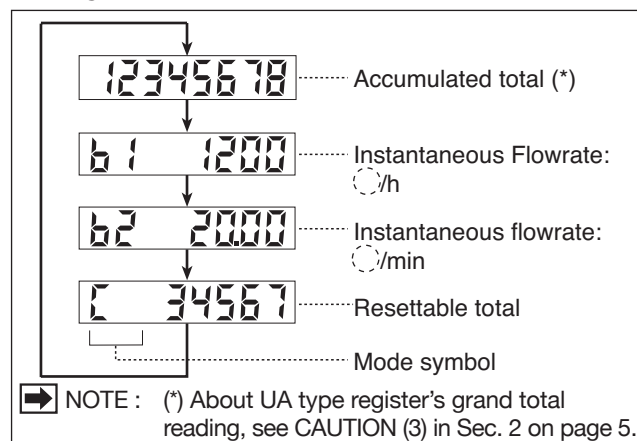 12345678
Accumulated total (*)
b1 1200
Instantaneous Flowrate:
/h
b2 20.00
Instantaneous flowrate:
/min
C 34567
Resettable total
Mode symbol
NOTE : (*) About UA type register's grand total
reading, see CAUTION (3) in Sec. 2 on page 5.